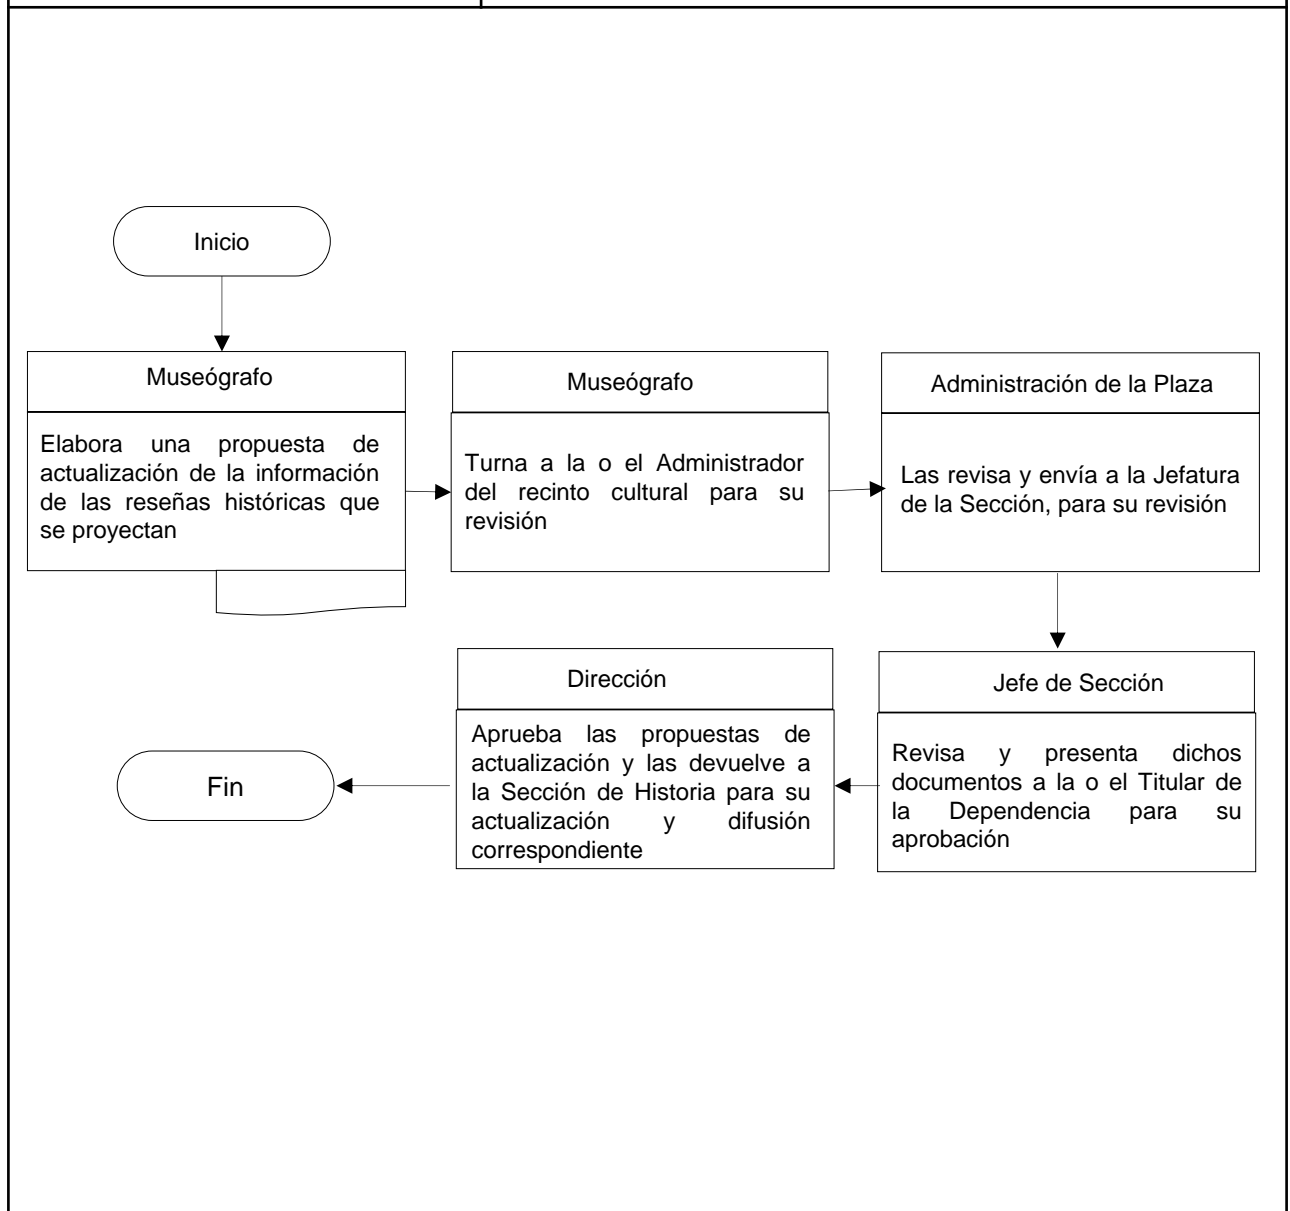 Inicio
Museógrafo
Elabora una propuesta de
actualización de la información
de las reseñas históricas que
se proyectan
Museógrafo
Turna a la o el Administrador
del recinto cultural para su
revisión
Administración de la Plaza
Las revisa y envía a la Jefatura
de la Sección, para su revisión
Jefe de Sección
Revisa y presenta dichos
documentos a la o el Titular de
la Dependencia para su
aprobación
Dirección
Aprueba las propuestas de
actualización y las devuelve a
la Sección de Historia para su
actualización y difusión
correspondiente
Fin